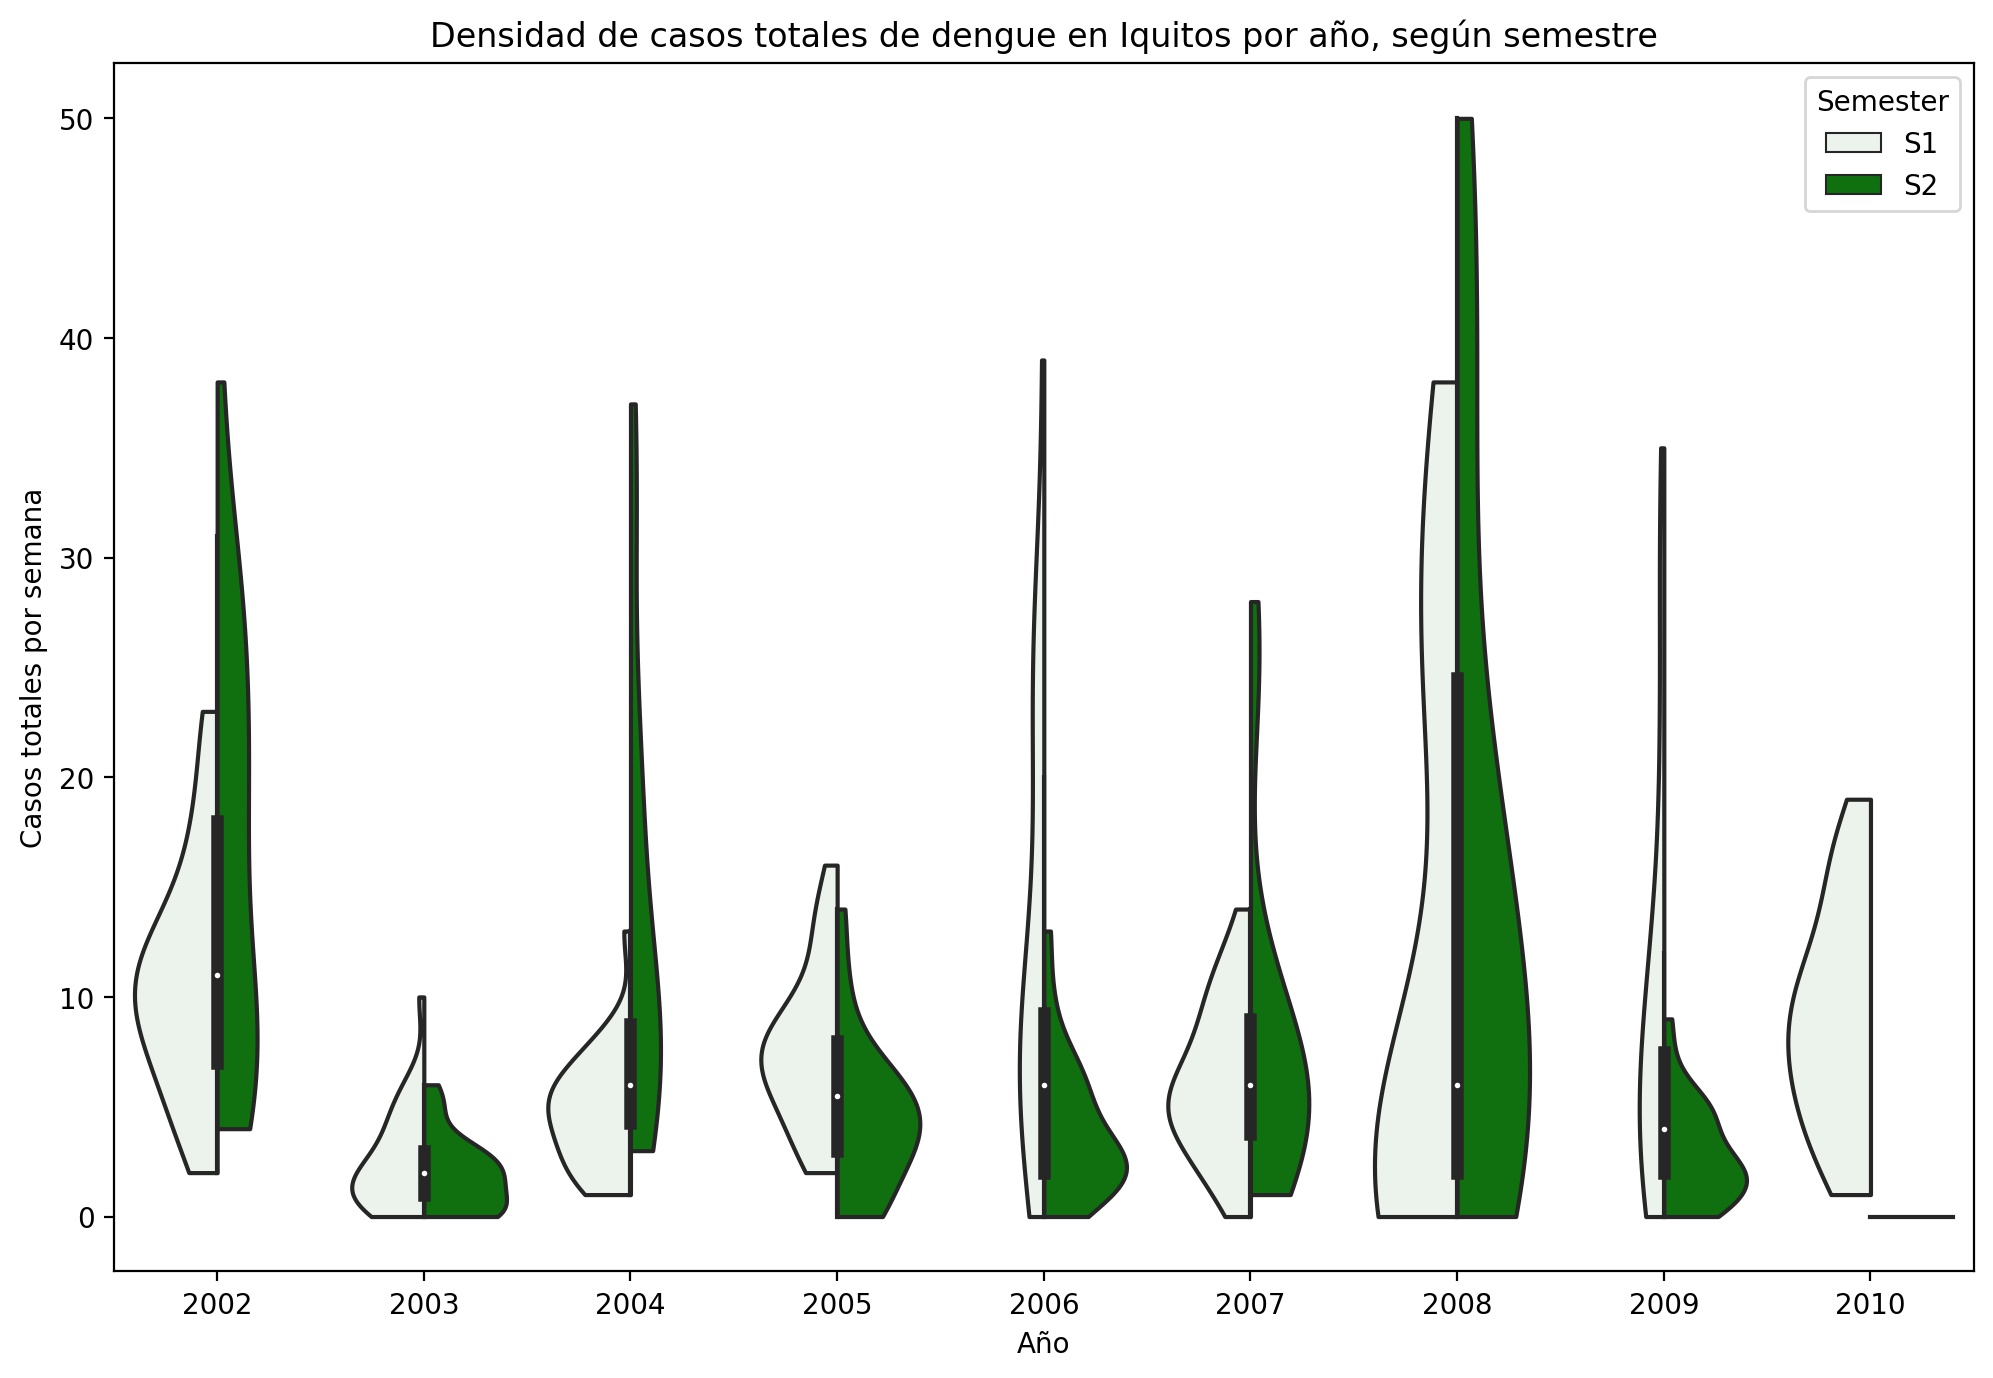 Densidad de casos totales de dengue en Iquitos por año, según semestre
Semester
S1
S2
Casos totales por semana
50
40
30
20
10
0
2002 2003 2004 2005 2006 2007 2008 2009 2010
Año